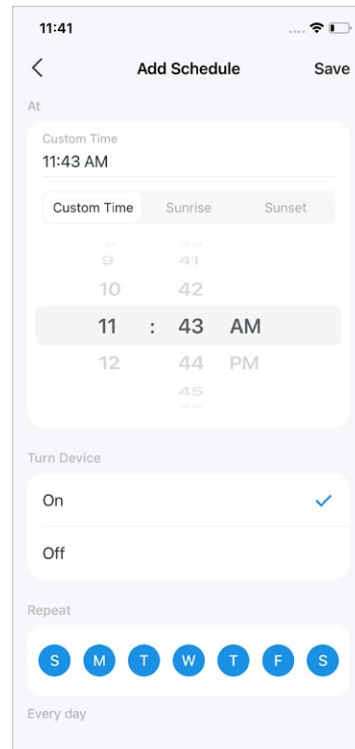 11:41
Add Schedule Save
At
Custom Time
11:43 AM
Custom Time Sunrise Sunset
9 41
10 42
11 : 43 AM
12 44 PM
45
Turn Device
On
Off
Repeat
S M T W T F S
Every day